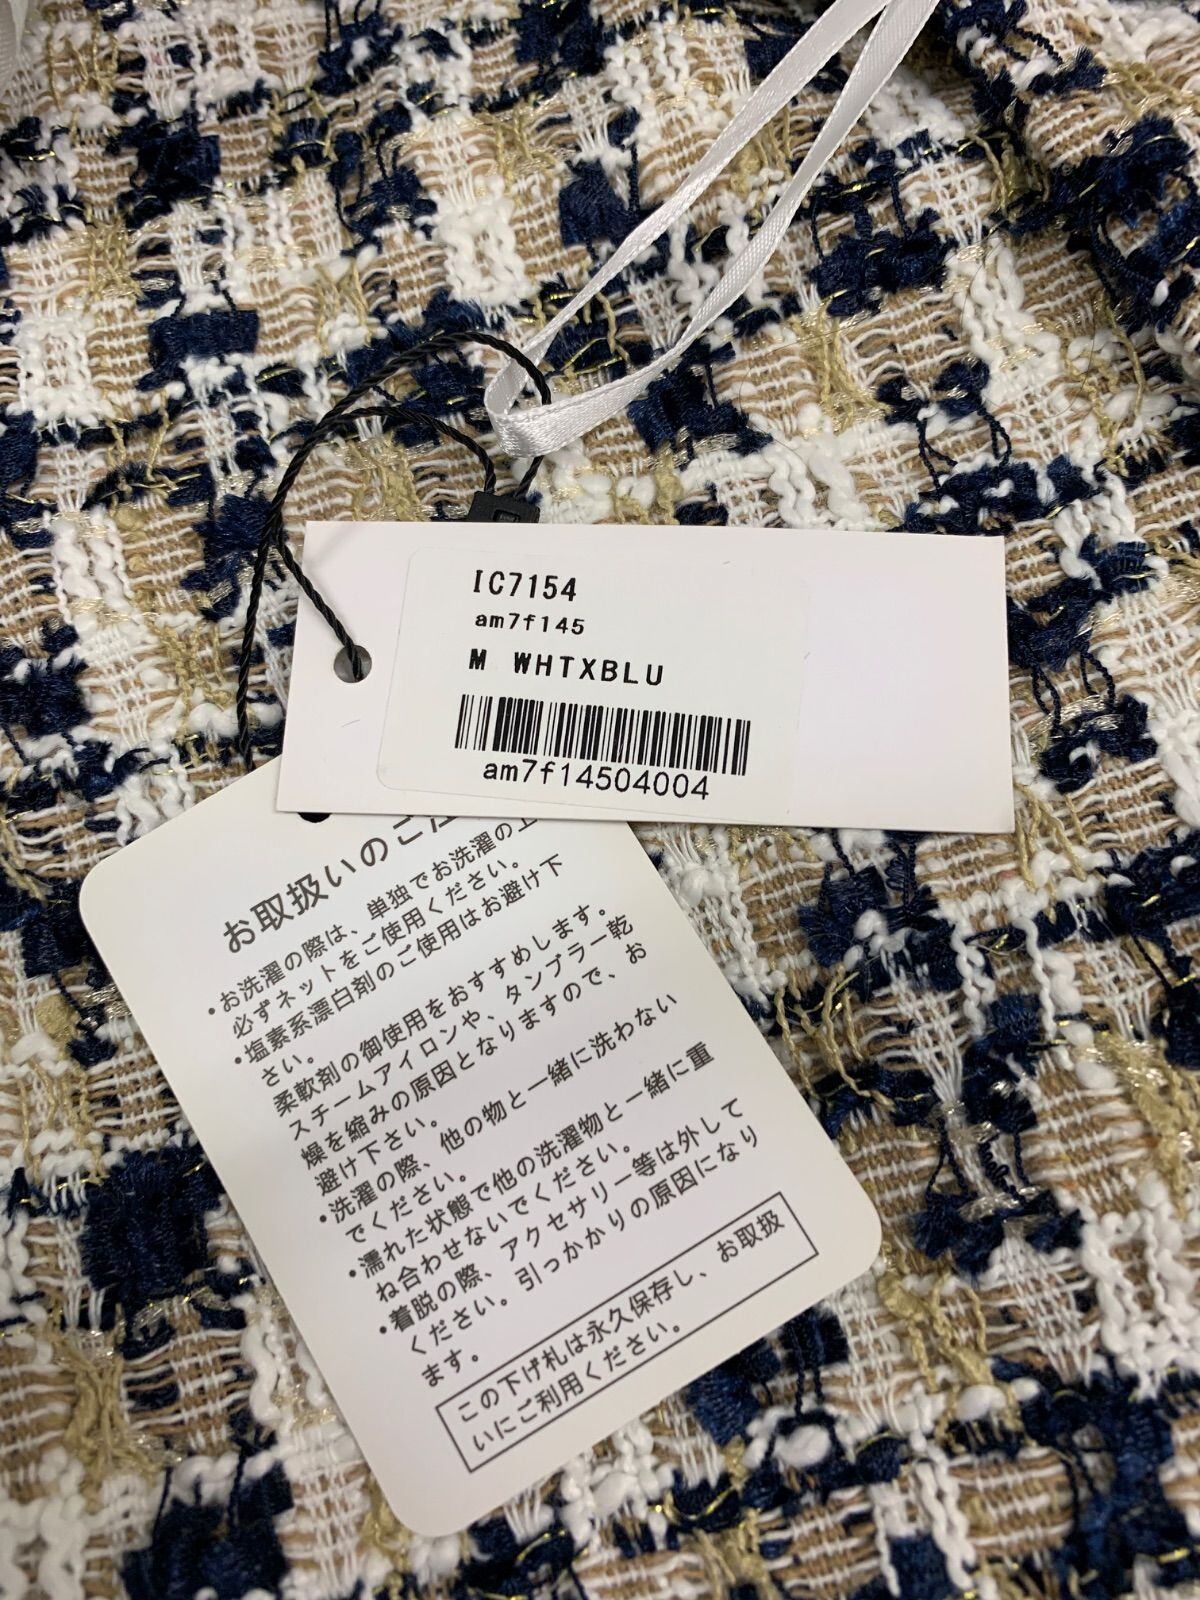 IC7154
am7f145
M WHTXBLU
am7f14504004
お取扱いのご
・お洗濯の際は、単独でお洗濯の上
必ずネットをご使用ください。
・塩素系漂白剤のご使用はお避け下
さい。
柔軟剤の御使用をおすすめします。
スチームアイロンや、タンブラー乾
燥を縮みの原因となりますので、お
避け下さい。
・洗濯の際、他の物と一緒に洗わない
でください。
・濡れた状態で他の洗濯物と一緒に重
ね合わせないでください。
・着脱の際、アクセサリー等は外して
ください。引っかかりの原因になり
ます。
この下げ札は永久保存し、お取扱
いにご利用ください。